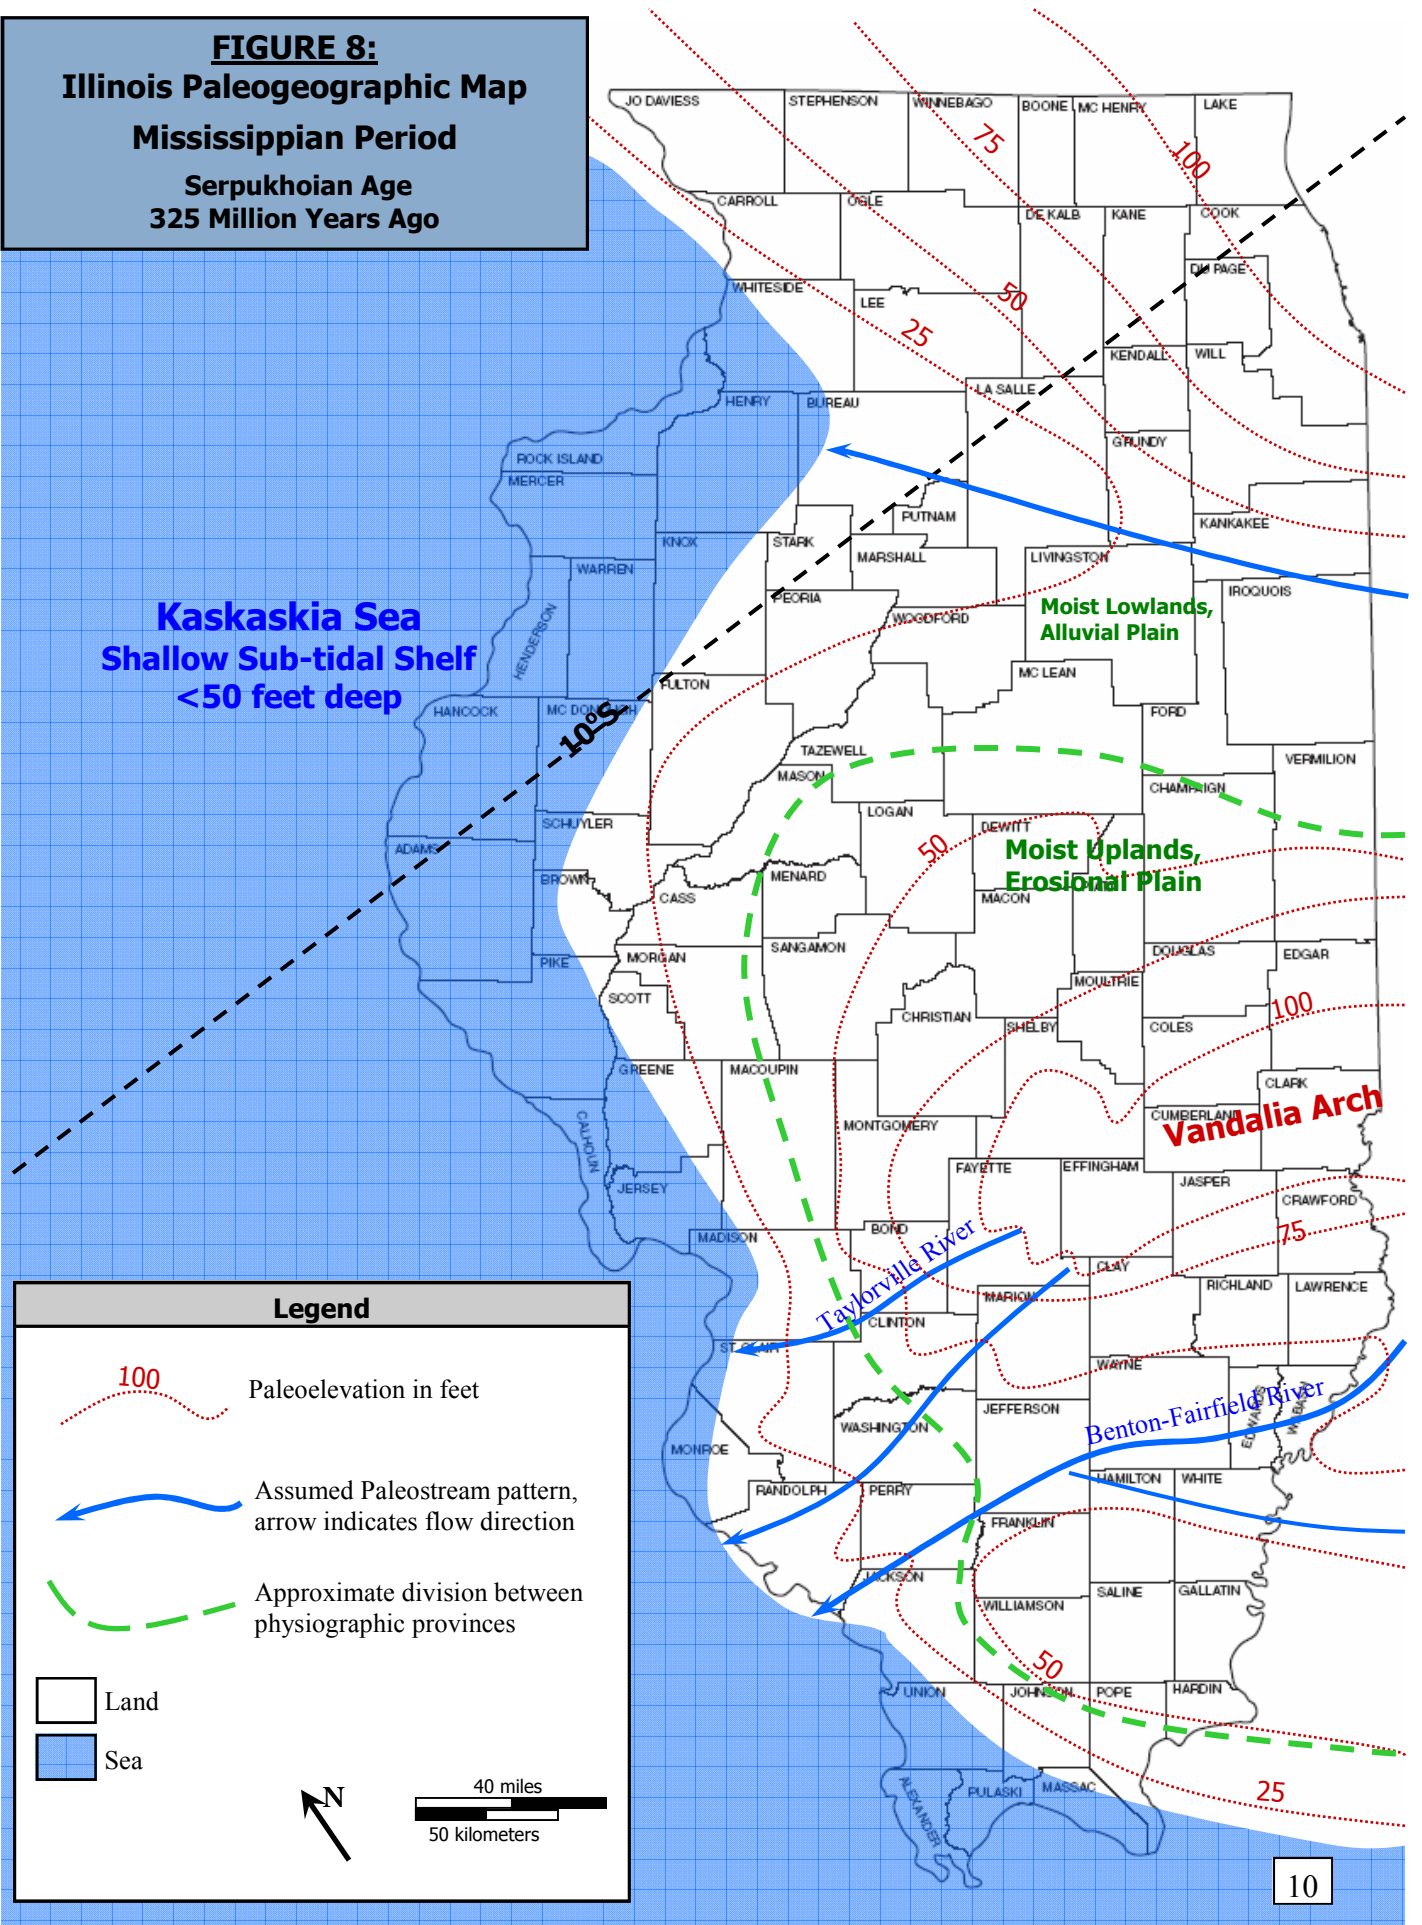 FIGURE 8:
Illinois Paleogeographic Map
Mississippian Period
Serpukhoian Age
325 Million Years Ago
JO DAVIESS
STEPHENSON
WINNEBAGO
BOONE
MC HENRY
LAKE
75
100
CARROLL
OGLE
DE KALB
KANE
COOK
DU PAGE
WHITESIDE
LEE
50
25
KENDALL
WILL
LA SALLE
HENRY
BUREAU
GRUNDY
ROCK ISLAND
MERCER
PUTNAM
KANKAKEE
KNOX
STARK
MARSHALL
LIVINGSTON
WARREN
PEORIA
IROQUOIS
WOODFORD
Moist Lowlands,
Alluvial Plain
Kaskaskia Sea
Shallow Sub-tidal Shelf
<50 feet deep
HENDERSON
FULTON
MC LEAN
HANCOCK
MC DONOUGH
10°S
FORD
TAZEWELL
VERMILION
MASON
CHAMPAIGN
LOGAN
SCHUYLER
DEWITT
50
ADAMS
Moist Uplands,
Erosional Plain
BROWN
MENARD
CASS
MACON
PIKE
MORGAN
SANGAMON
DOUGLAS
EDGAR
MOULTRIE
SCOTT
CHRISTIAN
SHELBY
COLES
100
GREENE
MACOUPIN
CLARK
CUMBERLAND
Vandalia Arch
CALHOUN
MONTGOMERY
FAYETTE
EFFINGHAM
JASPER
JERSEY
CRAWFORD
MADISON
BOND
75
Taylorville River
CLAY
RICHLAND
LAWRENCE
MARION
CLINTON
ST CLAIR
WAYNE
EDWARDS
WABASH
Benton-Fairfield River
JEFFERSON
WASHINGTON
MONROE
HAMILTON
WHITE
RANDOLPH
PERRY
FRANKLIN
JACKSON
SALINE
GALLATIN
WILLIAMSON
50
UNION
JOHNSON
POPE
HARDIN
ALEXANDER
PULASKI
MASSAC
25
Legend
100
Paleoelevation in feet
Assumed Paleostream pattern,
arrow indicates flow direction
Approximate division between
physiographic provinces
Land
Sea
N
40 miles
50 kilometers
10